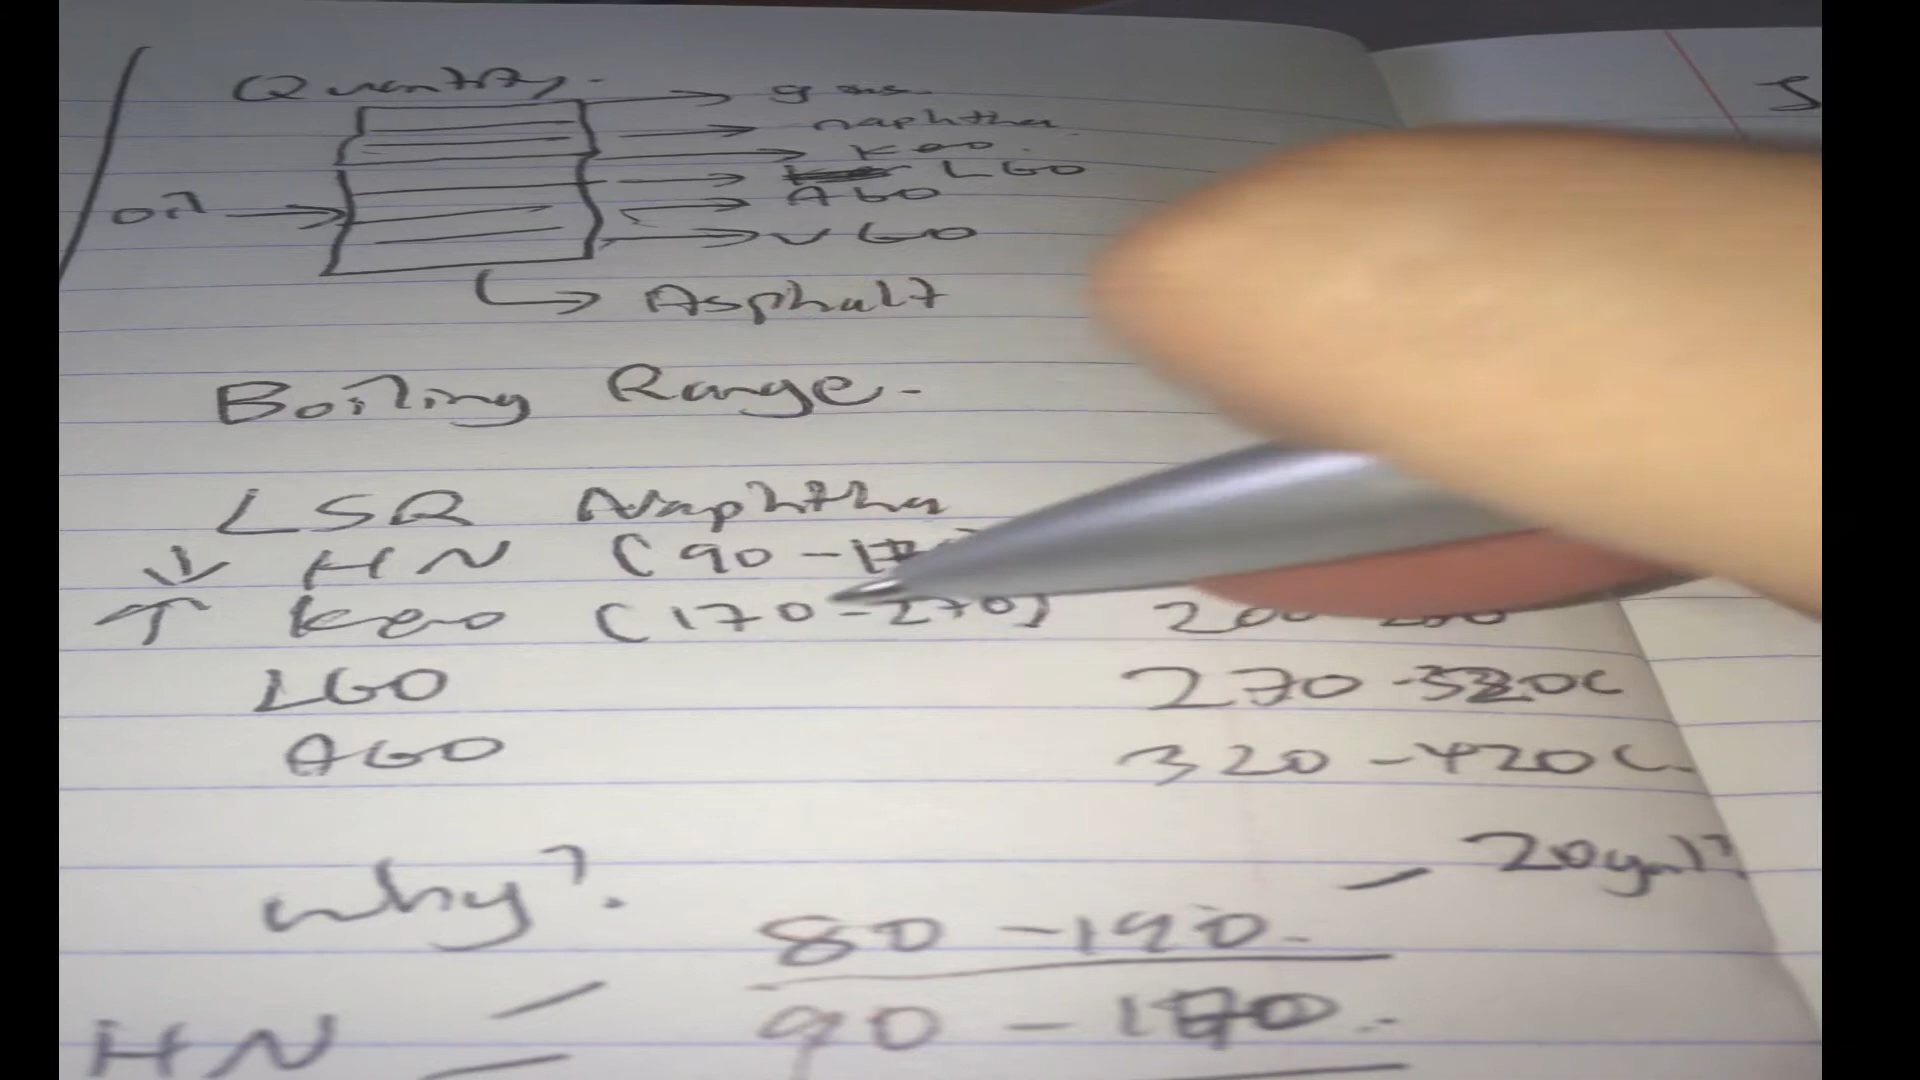 Quantity.
gas.
naphtha
Keo.
LGO
oil
AGO
VGO
Asphalt
Boiling Range.
LSR Naphtha
HN (90 -
Keo (170-270)
LGO 270-320C
AGO 320-420C
why?
80 -190.
HN 90 - 170.